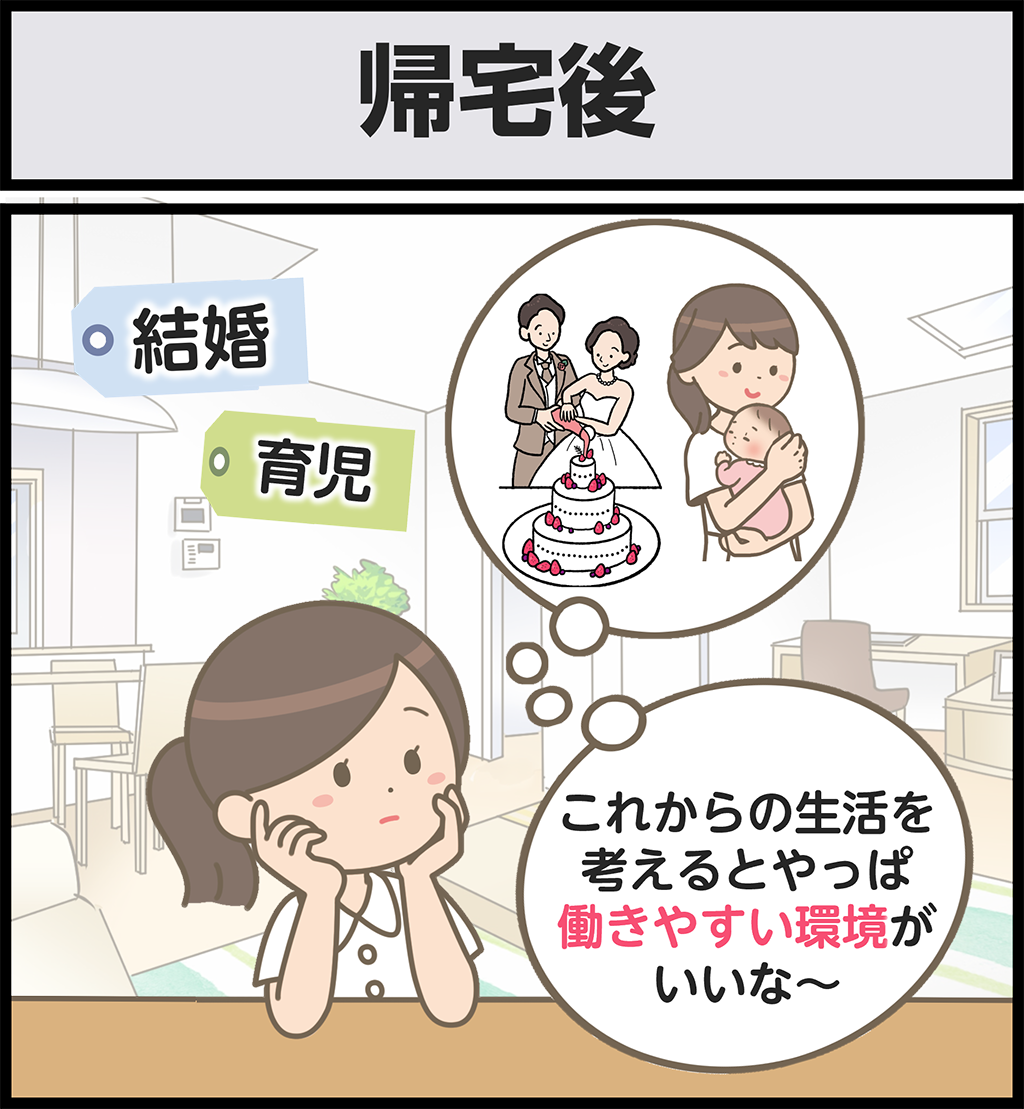 帰宅後
結婚
育児
これからの生活を
考えるとやっぱ
働きやすい環境が
いいな～